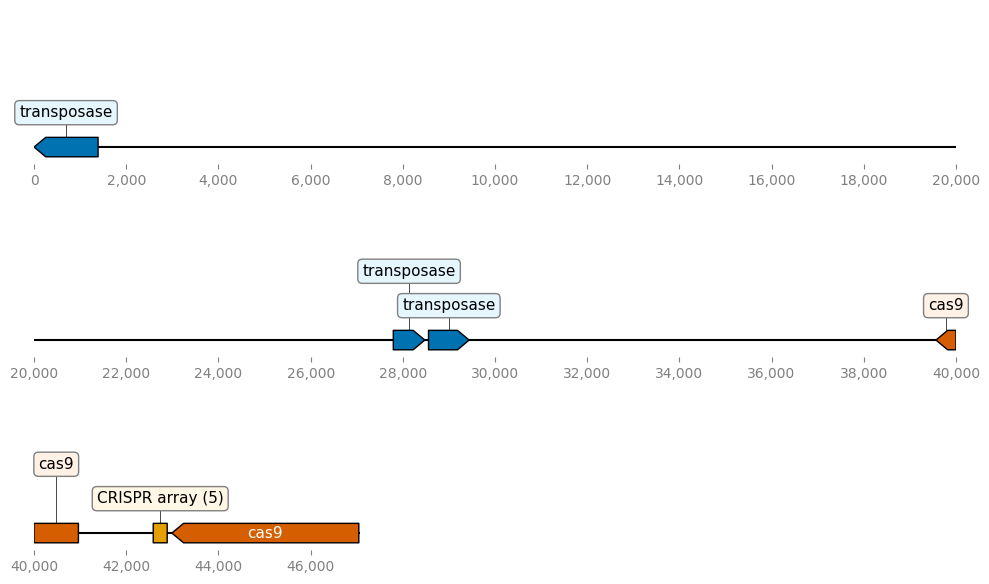 transposase
0 2,000 4,000 6,000 8,000 10,000 12,000 14,000 16,000 18,000 20,000
transposase
transposase cas9
20,000 22,000 24,000 26,000 28,000 30,000 32,000 34,000 36,000 38,000 40,000
cas9
CRISPR array (5)
cas9
40,000 42,000 44,000 46,000